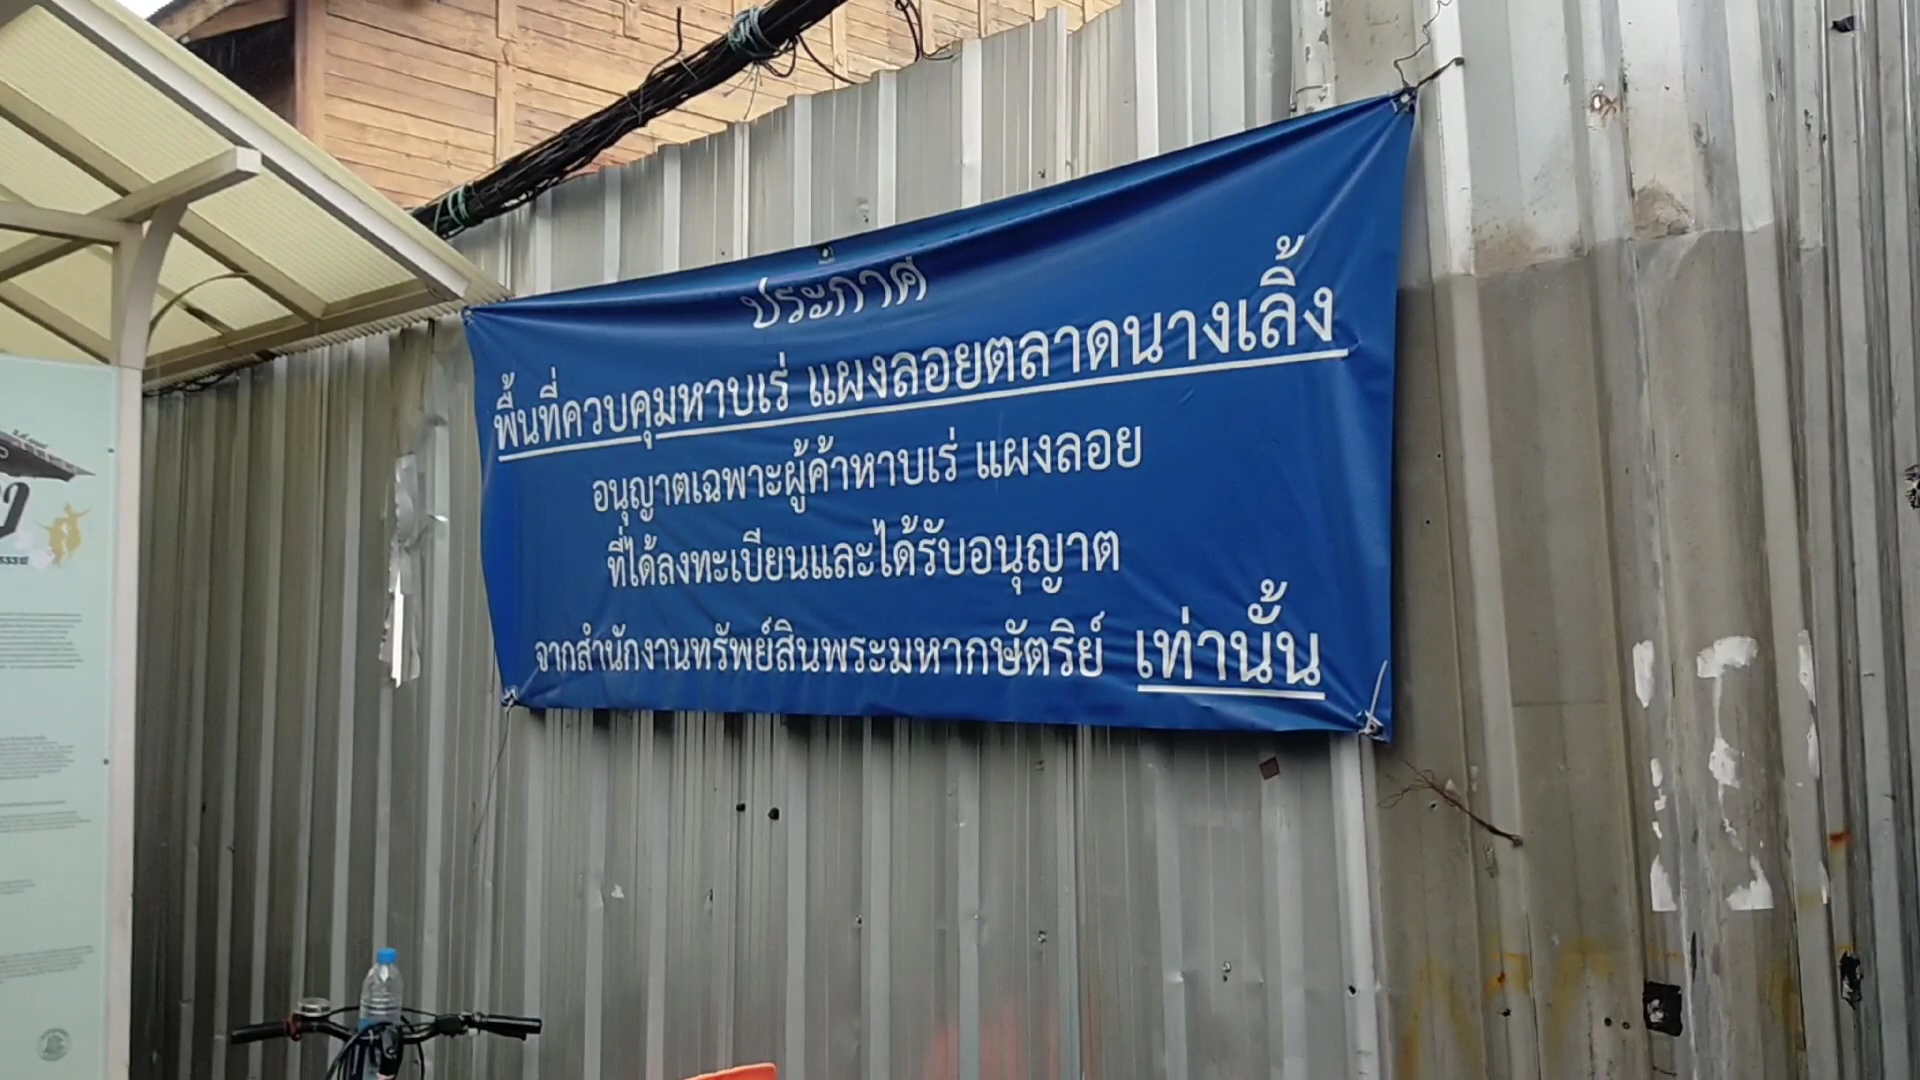 ประกาศ
พื้นที่ควบคุมหาบเร่ แผงลอยตลาดนางเลิ้ง
อนุญาตเฉพาะผู้ค้าหาบเร่ แผงลอย
ที่ได้ลงทะเบียนและได้รับอนุญาต
จากสำนักงานทรัพย์สินพระมหากษัตริย์ เท่านั้น